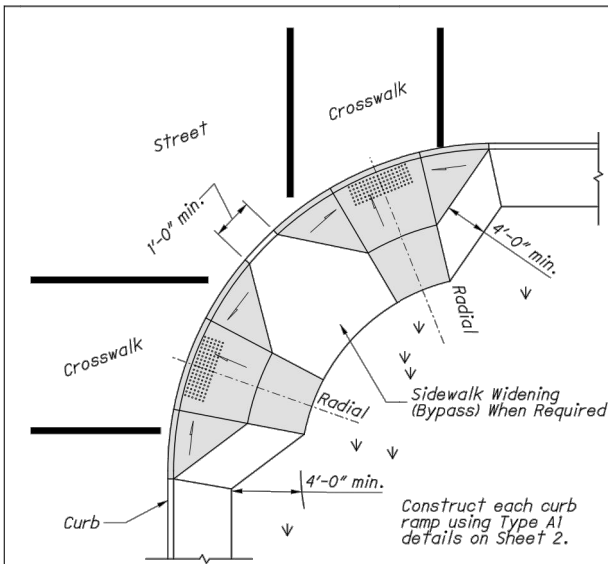 Crosswalk
Street
1'-0" min.
4'-0" min.
Crosswalk
Radial
Radial
Sidewalk Widening
(Bypass) When Required
4'-0" min.
Curb
Construct each curb
ramp using Type A1
details on Sheet 2.